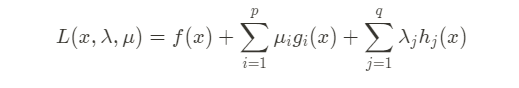 L(x, λ, μ) = f(x) + ∑_{i=1}^{p} μ_i g_i(x) + ∑_{j=1}^{q} λ_j h_j(x)